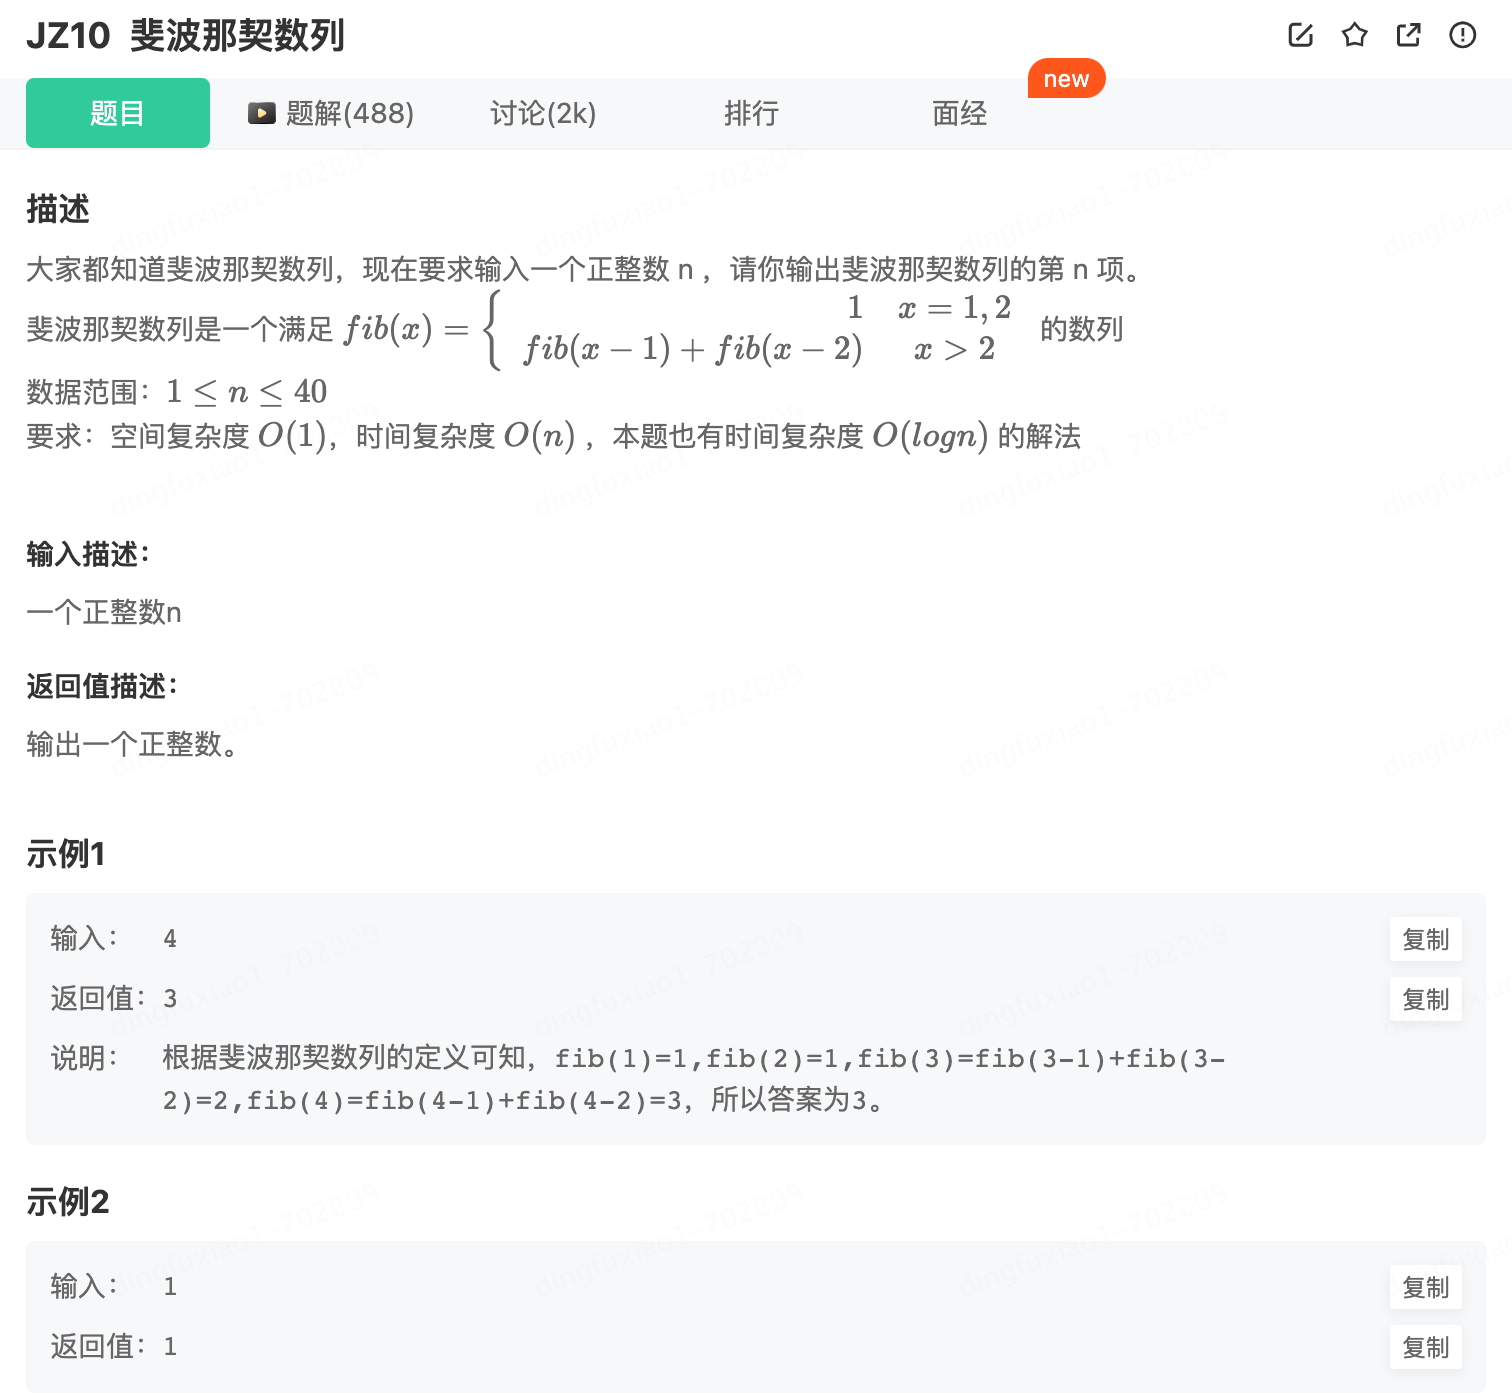 JZ10 斐波那契数列
new
题目 题解(488) 讨论(2k) 排行 面经
描述
大家都知道斐波那契数列，现在要求输入一个正整数 n ，请你输出斐波那契数列的第 n 项。
斐波那契数列是一个满足 fib(x) = { 1 x = 1, 2
fib(x − 1) + fib(x − 2) x > 2 的数列
数据范围：1 ≤ n ≤ 40
要求：空间复杂度 O(1)，时间复杂度 O(n) ，本题也有时间复杂度 O(logn) 的解法
输入描述：
一个正整数n
返回值描述：
输出一个正整数。
示例1
输入： 4 复制
返回值：3 复制
说明： 根据斐波那契数列的定义可知，fib(1)=1,fib(2)=1,fib(3)=fib(3-1)+fib(3-
2)=2,fib(4)=fib(4-1)+fib(4-2)=3，所以答案为3。
示例2
输入： 1 复制
返回值：1 复制
dingfuxiao1-702809